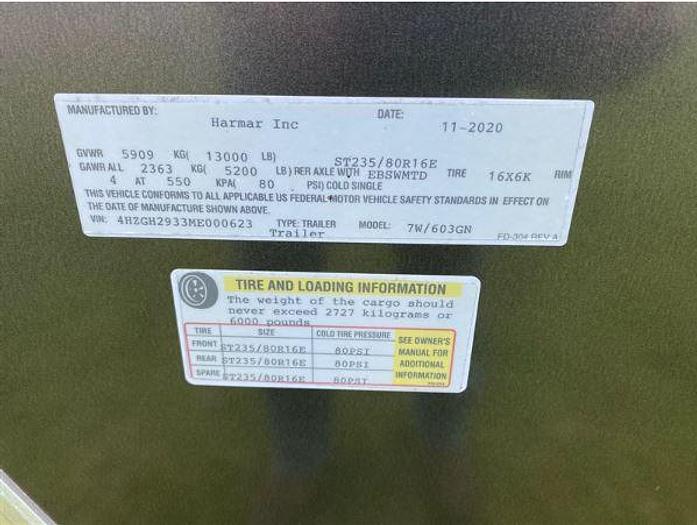 MANUFACTURED BY: DATE:
Harmar Inc 11-2020
GVWR 5909 KG( 13000 LB) ST235/80R16E
GAWR ALL 2363 KG( 5200 LB) RER AXLE WITH EBSWMTD TIRE 16X6K RIM
4 AT 550 KPA( 80 PSI) COLD SINGLE
THIS VEHICLE CONFORMS TO ALL APPLICABLE US FEDERAL MOTOR VEHICLE SAFETY STANDARDS IN EFFECT ON
THE DATE OF MANUFACTURE SHOWN ABOVE.
VIN: 4HZGH2933ME000623 TYPE: TRAILER MODEL: 7W/603GN
Trailer FD-304 REV A
TIRE AND LOADING INFORMATION
The weight of the cargo should
never exceed 2727 kilograms or
6000 pounds
TIRE SIZE COLD TIRE PRESSURE SEE OWNER'S
FRONT ST235/80R16E 80PSI MANUAL FOR
REAR ST235/80R16E 80PSI ADDITIONAL
SPARE ST235/80R16E 80PSI INFORMATION